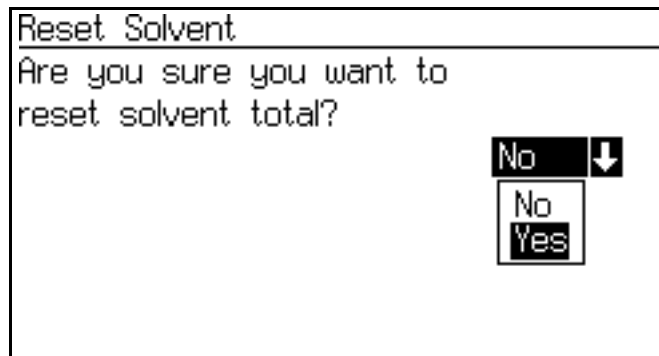 Reset Solvent
Are you sure you want to
reset solvent total?
No
No
Yes